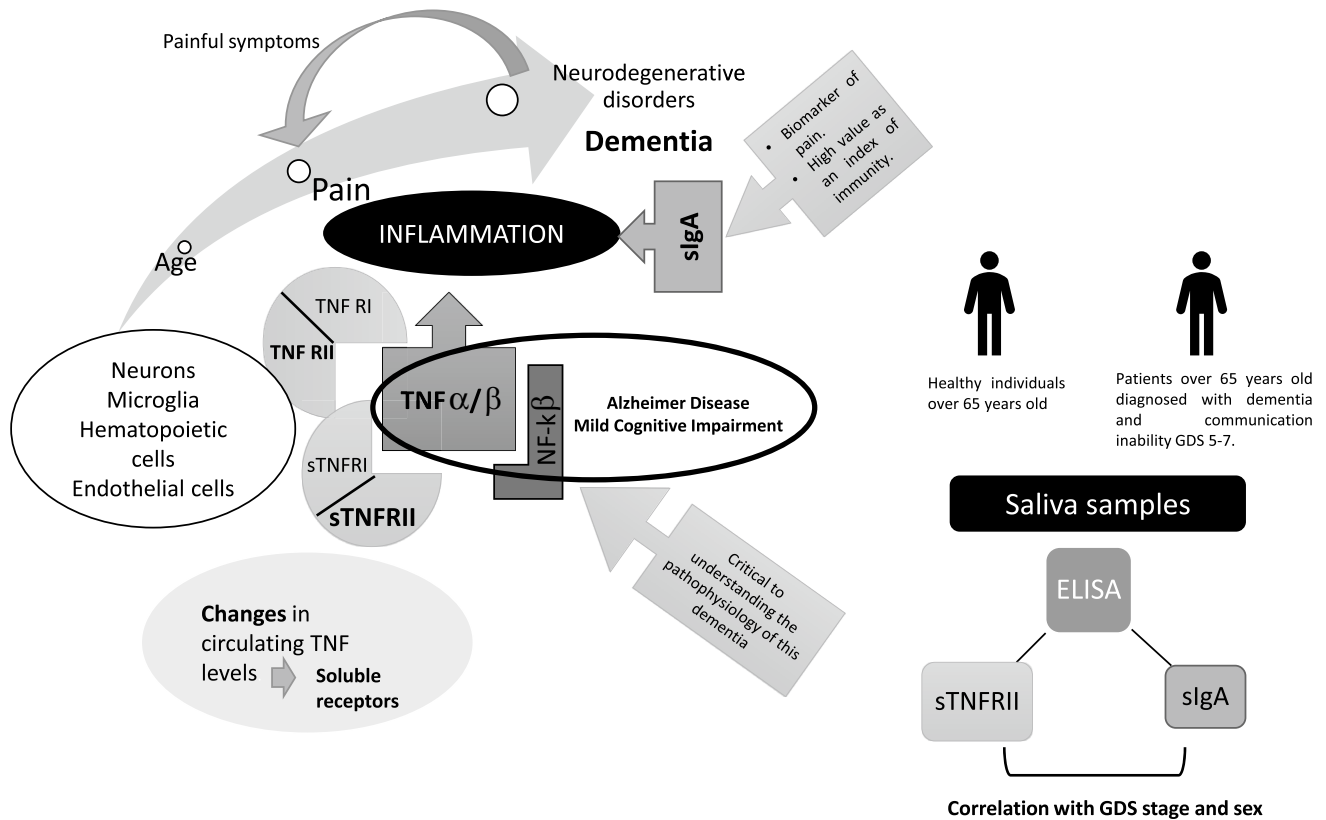 Painful symptoms
Neurodegenerative
disorders
Dementia
Pain
Age
• Biomarker of
pain.
• High value as
an index of
immunity.
INFLAMMATION
sIgA
TNF RI
TNF RII
Neurons
Microglia
Hematopoietic
cells
Endothelial cells
TNF α/β
NF-kβ
Alzheimer Disease
Mild Cognitive Impairment
sTNFRI
sTNFRII
Critical to
understanding the
pathophysiology of this
dementia
Changes in
circulating TNF
levels
Soluble
receptors
Healthy individuals
over 65 years old
Patients over 65 years old
diagnosed with dementia
and communication
inability GDS 5-7.
Saliva samples
ELISA
sTNFRII
sIgA
Correlation with GDS stage and sex